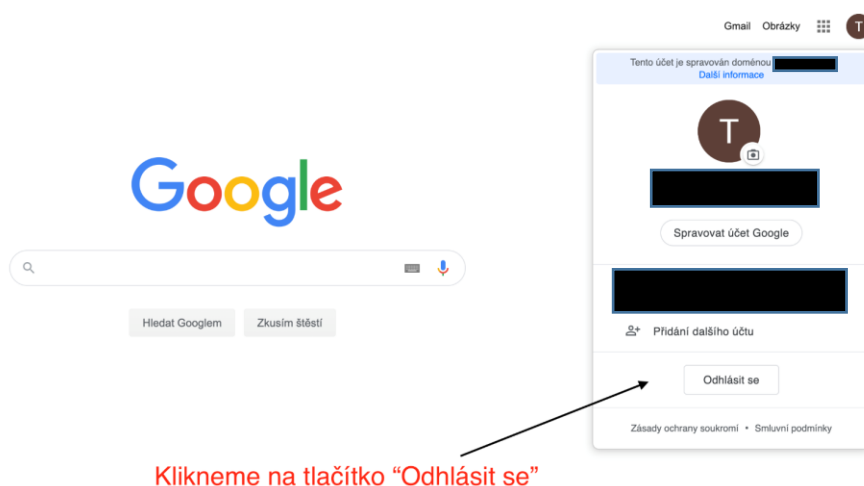 Gmail Obrázky
T
Tento účet je spravován doménou
Další informace
T
Google
Spravovat účet Google
Hledat Googlem Zkusím štěstí
Přidání dalšího účtu
Odhlásit se
Zásady ochrany soukromí • Smluvní podmínky
Klikneme na tlačítko “Odhlásit se”